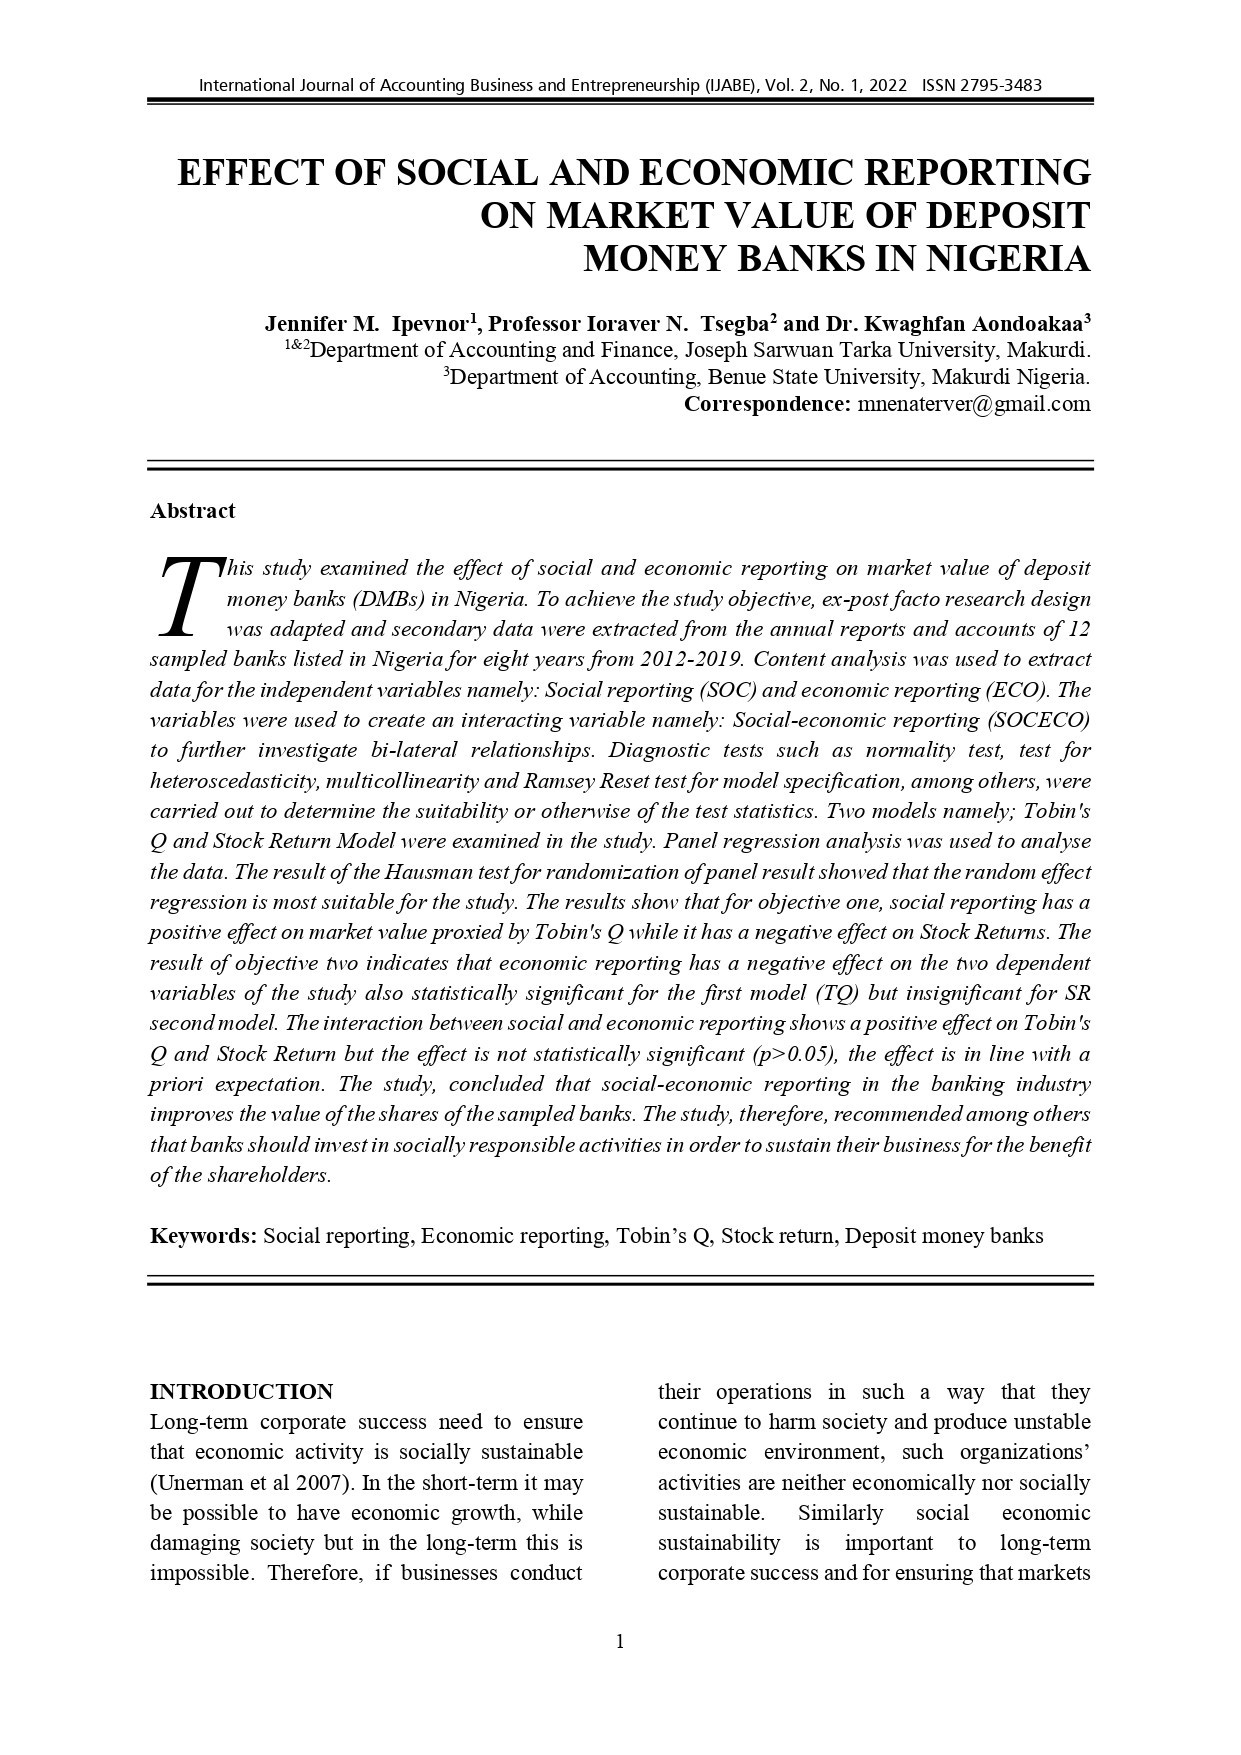 International Journal of Accounting Business and Entrepreneurship (IJABE), Vol. 2, No. 1, 2022 ISSN 2795-3483
EFFECT OF SOCIAL AND ECONOMIC REPORTING
ON MARKET VALUE OF DEPOSIT
MONEY BANKS IN NIGERIA
Jennifer M. Ipevnor¹, Professor Ioraver N. Tsegba² and Dr. Kwaghfan Aondoakaa³
¹&²Department of Accounting and Finance, Joseph Sarwuan Tarka University, Makurdi.
³Department of Accounting, Benue State University, Makurdi Nigeria.
Correspondence: mnenaterver@gmail.com
Abstract
This study examined the effect of social and economic reporting on market value of deposit
money banks (DMBs) in Nigeria. To achieve the study objective, ex-post facto research design
was adapted and secondary data were extracted from the annual reports and accounts of 12
sampled banks listed in Nigeria for eight years from 2012-2019. Content analysis was used to extract
data for the independent variables namely: Social reporting (SOC) and economic reporting (ECO). The
variables were used to create an interacting variable namely: Social-economic reporting (SOCECO)
to further investigate bi-lateral relationships. Diagnostic tests such as normality test, test for
heteroscedasticity, multicollinearity and Ramsey Reset test for model specification, among others, were
carried out to determine the suitability or otherwise of the test statistics. Two models namely; Tobin's
Q and Stock Return Model were examined in the study. Panel regression analysis was used to analyse
the data. The result of the Hausman test for randomization of panel result showed that the random effect
regression is most suitable for the study. The results show that for objective one, social reporting has a
positive effect on market value proxied by Tobin's Q while it has a negative effect on Stock Returns. The
result of objective two indicates that economic reporting has a negative effect on the two dependent
variables of the study also statistically significant for the first model (TQ) but insignificant for SR
second model. The interaction between social and economic reporting shows a positive effect on Tobin's
Q and Stock Return but the effect is not statistically significant (p>0.05), the effect is in line with a
priori expectation. The study, concluded that social-economic reporting in the banking industry
improves the value of the shares of the sampled banks. The study, therefore, recommended among others
that banks should invest in socially responsible activities in order to sustain their business for the benefit
of the shareholders.
Keywords: Social reporting, Economic reporting, Tobin’s Q, Stock return, Deposit money banks
INTRODUCTION
Long-term corporate success need to ensure
that economic activity is socially sustainable
(Unerman et al 2007). In the short-term it may
be possible to have economic growth, while
damaging society but in the long-term this is
impossible. Therefore, if businesses conduct
their operations in such a way that they
continue to harm society and produce unstable
economic environment, such organizations’
activities are neither economically nor socially
sustainable. Similarly social economic
sustainability is important to long-term
corporate success and for ensuring that markets
1